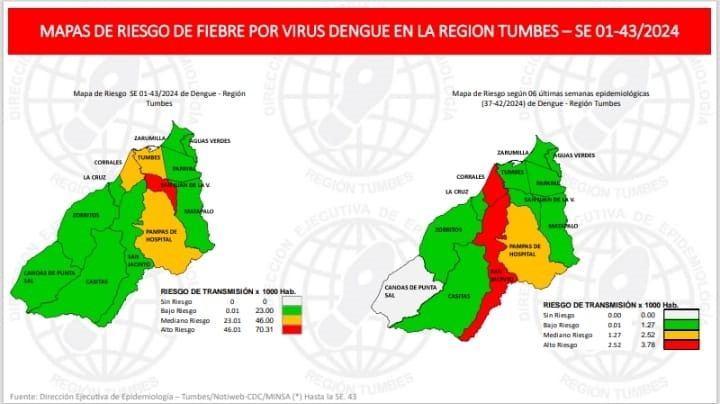 MAPAS DE RIESGO DE FIEBRE POR VIRUS DENGUE EN LA REGION TUMBES – SE 01-43/2024
Mapa de Riesgo SE 01-43/2024 de Dengue - Región
Tumbes
ZARUMILLA
AGUAS VERDES
CORRALES
TUMBES
PAPAYAL
LA CRUZ
SAN JUAN DE LA V.
ZORRITOS
MATAPALO
PAMPAS DE
HOSPITAL
SAN
JACINTO
CANOAS DE PUNTA
SAL
CASITAS
RIESGO DE TRANSMISIÓN x 1000 Hab.
Sin Riesgo 0 0
Bajo Riesgo 0.01 23.00
Mediano Riesgo 23.01 46.00
Alto Riesgo 46.01 70.31
Mapa de Riesgo según 06 últimas semanas epidemiológicas
(37-42/2024) de Dengue - Región Tumbes
ZARUMILLA
AGUAS VERDES
CORRALES
TUMBES
PAPAYAL
LA CRUZ
SAN JUAN DE LA V.
ZORRITOS
MATAPALO
PAMPAS DE
HOSPITAL
SAN
JACINTO
CANOAS DE PUNTA
SAL
CASITAS
RIESGO DE TRANSMISIÓN x 1000 Hab.
Sin Riesgo 0.00 0.00
Bajo Riesgo 0.01 1.27
Mediano Riesgo 1.27 2.52
Alto Riesgo 2.52 3.78
REGIÓN TUMBES
REGIÓN TUMBES
Fuente: Dirección Ejecutiva de Epidemiología – Tumbes/Notiweb-CDC/MINSA (*) Hasta la SE. 43